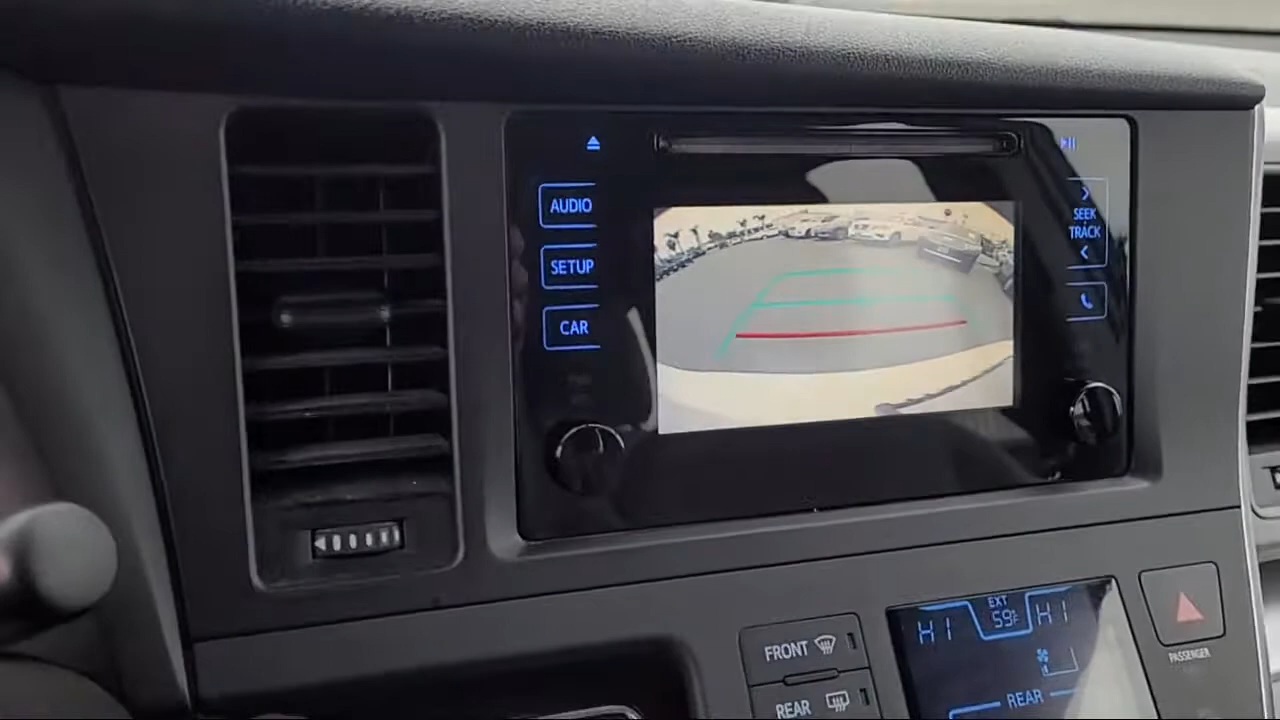 AUDIO
SETUP
CAR
SEEK
TRACK
FRONT
REAR
HI
EXT
59°F
HI
REAR
PASSENGER